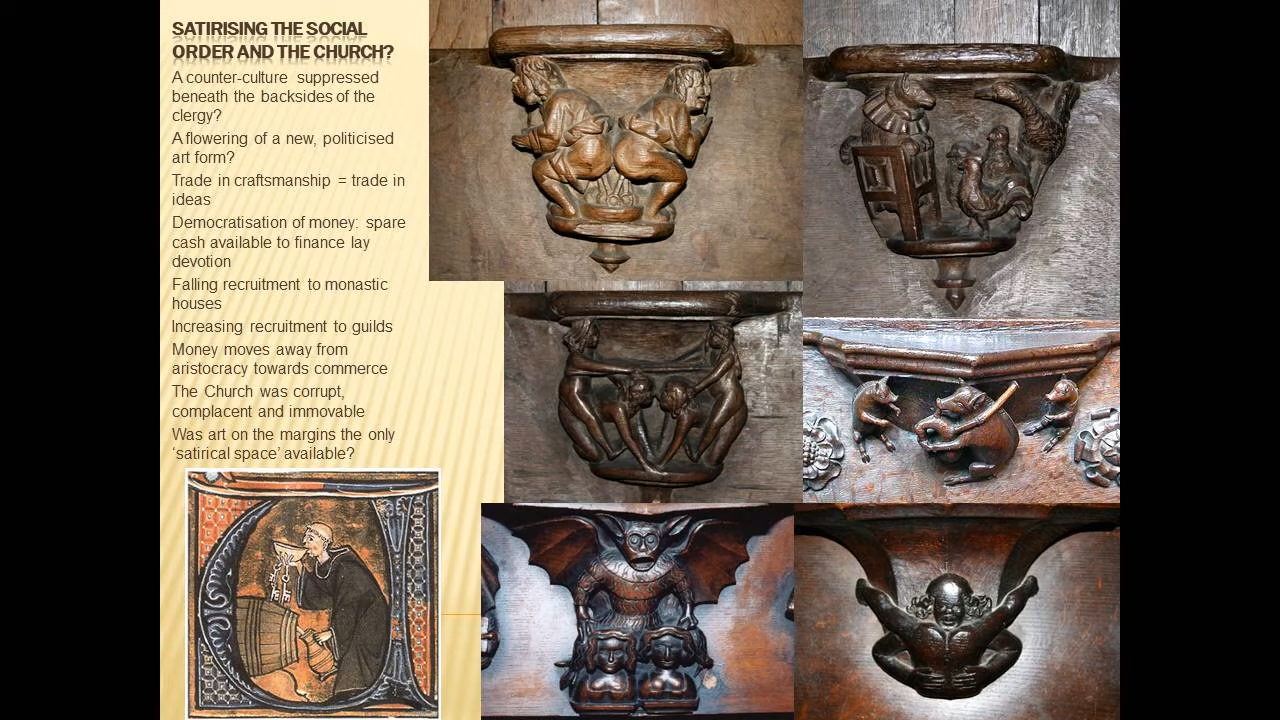 SATIRISING THE SOCIAL
ORDER AND THE CHURCH?
A counter-culture suppressed
beneath the backsides of the
clergy?
A flowering of a new, politicised
art form?
Trade in craftsmanship = trade in
ideas
Democratisation of money: spare
cash available to finance lay
devotion
Falling recruitment to monastic
houses
Increasing recruitment to guilds
Money moves away from
aristocracy towards commerce
The Church was corrupt,
complacent and immovable
Was art on the margins the only
‘satirical space’ available?